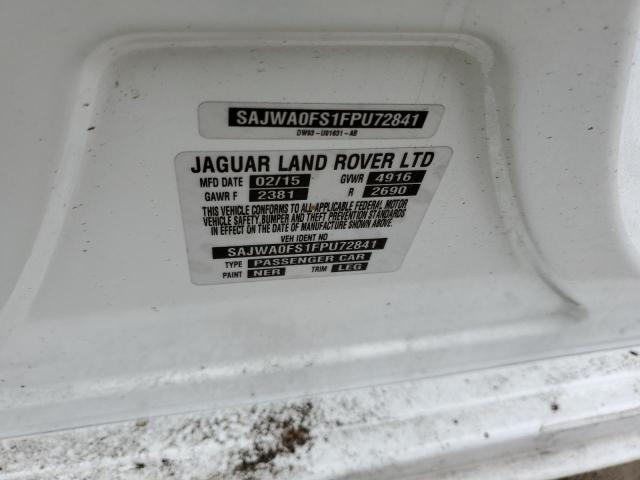 SAJWA0FS1FPU72841
DW93-U01631-AB
JAGUAR LAND ROVER LTD
MFD DATE 02/15 GVWR 4916
GAWR F 2381 R 2690
THIS VEHICLE CONFORMS TO ALL APPLICABLE FEDERAL MOTOR
VEHICLE SAFETY, BUMPER AND THEFT PREVENTION STANDARDS
IN EFFECT ON THE DATE OF MANUFACTURE SHOWN ABOVE.
VEH IDENT NO
SAJWA0FS1FPU72841
TYPE PASSENGER CAR
PAINT NER TRIM LEG